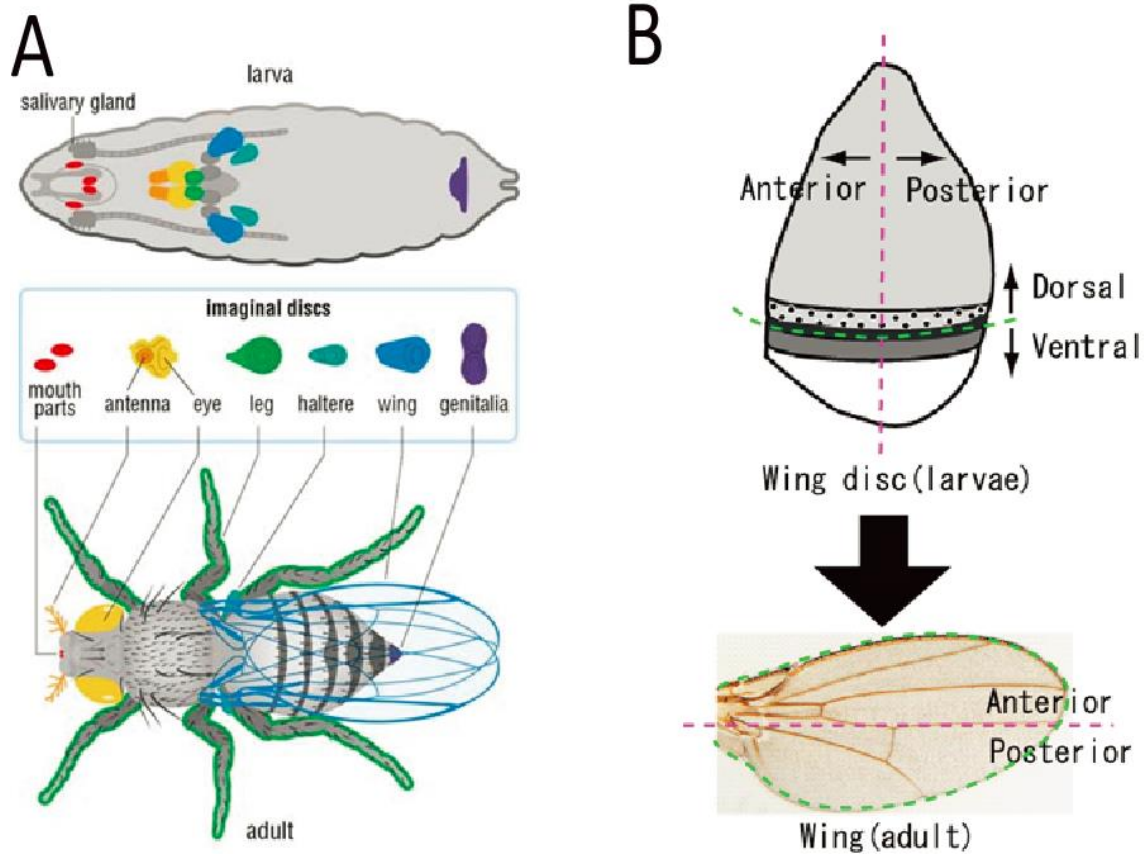 A
larva
salivary gland
imaginal discs
mouth
parts
antenna
eye
leg
haltere
wing
genitalia
adult
B
Anterior
Posterior
Dorsal
Ventral
Wing disc(larvae)
Anterior
Posterior
Wing(adult)